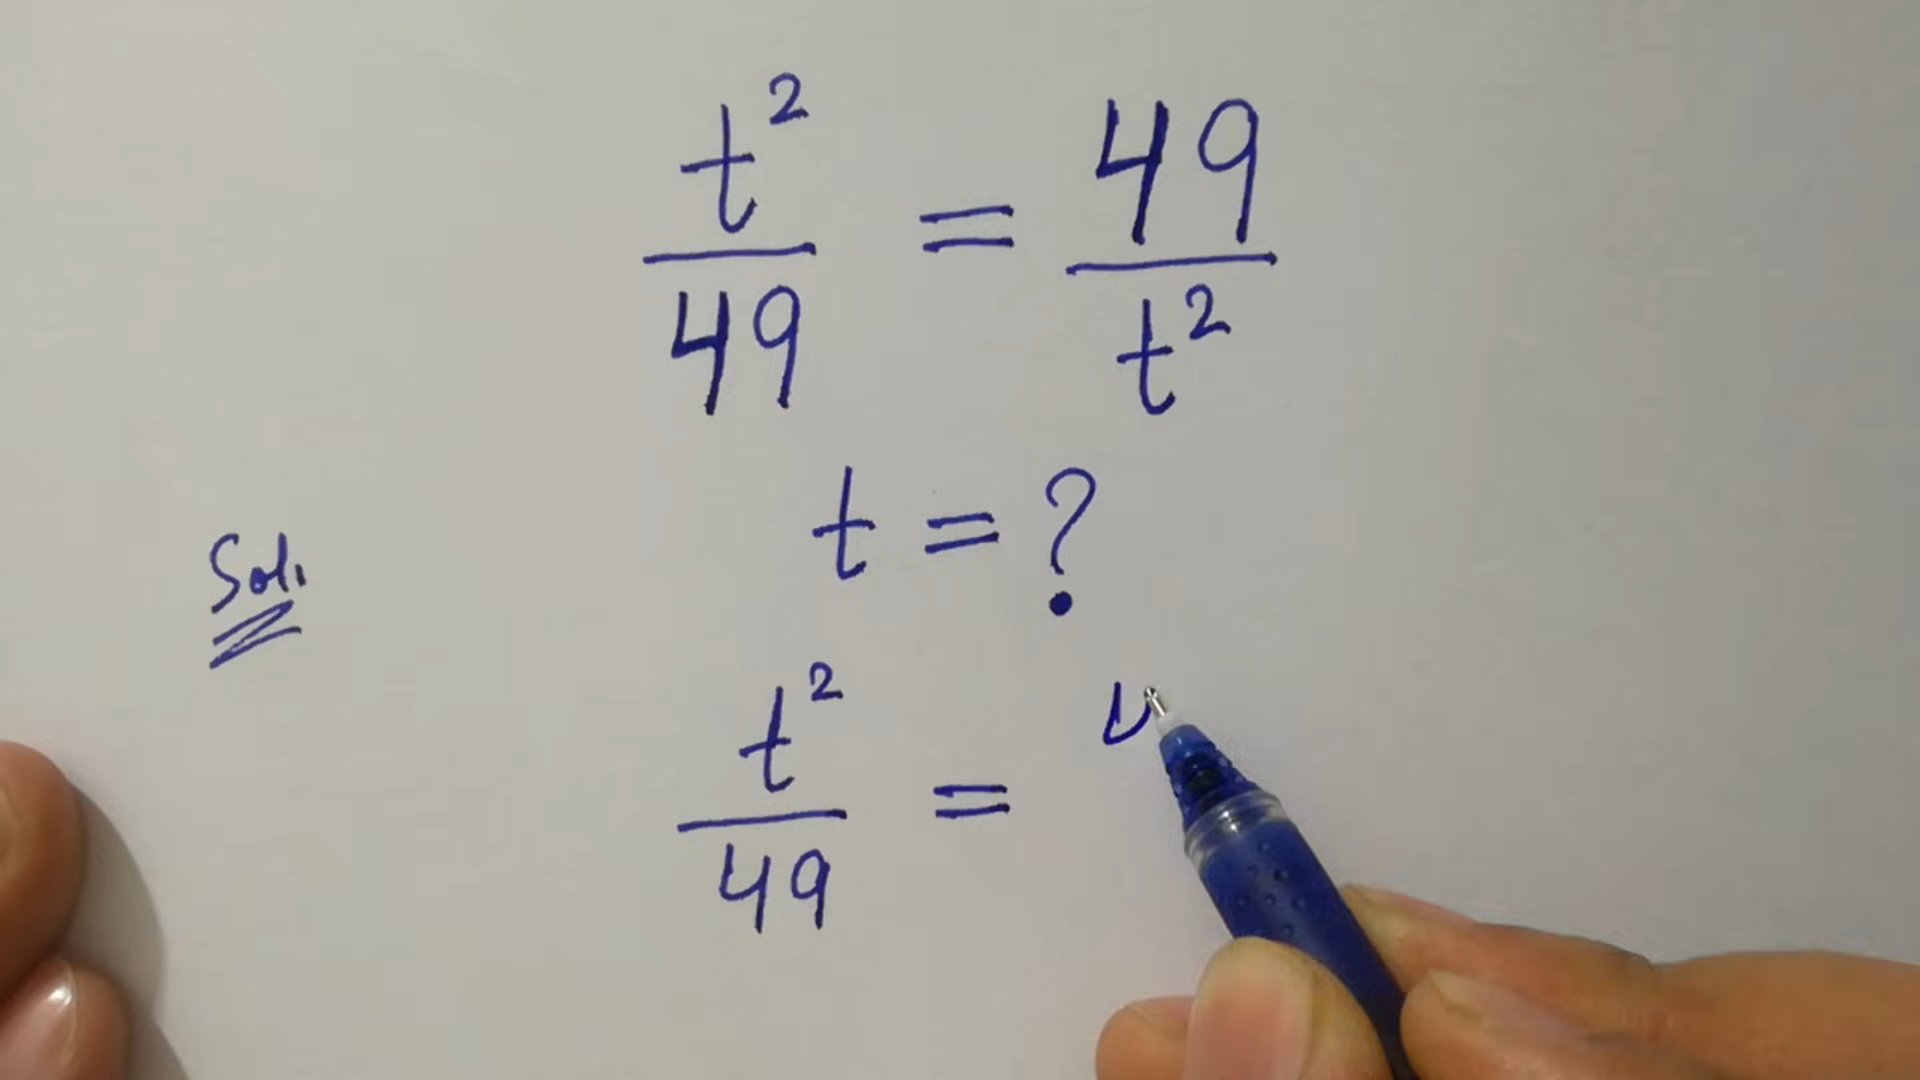 t²/49 = 49/t²
t = ?
Sol.
t²/49 =